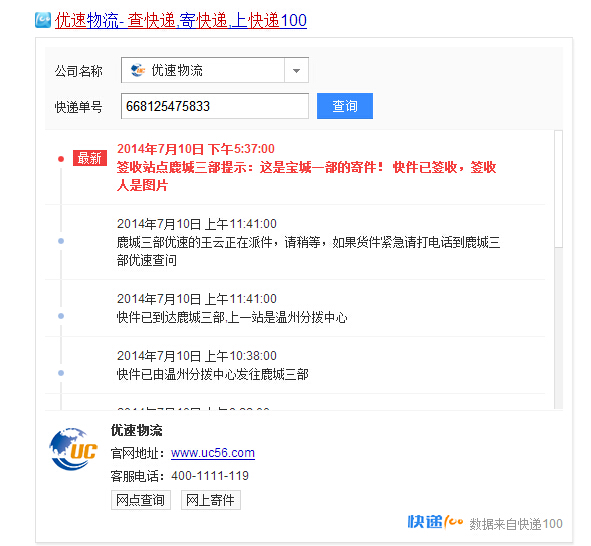 优速物流- 查快递,寄快递,上快递100
公司名称 优速物流
快递单号 668125475833 查询
最新 2014年7月10日 下午5:37:00
签收站点鹿城三部提示：这是宝城一部的寄件！ 快件已签收，签收
人是图片
2014年7月10日 上午11:41:00
鹿城三部优速的王云正在派件，请稍等，如果货件紧急请打电话到鹿城三
部优速查问
2014年7月10日 上午11:41:00
快件已到达鹿城三部.上一站是温州分拨中心
2014年7月10日 上午10:38:00
快件已由温州分拨中心发往鹿城三部
UC 优速物流
官网地址：www.uc56.com
客服电话：400-1111-119
网点查询 网上寄件
快递100 数据来自快递100